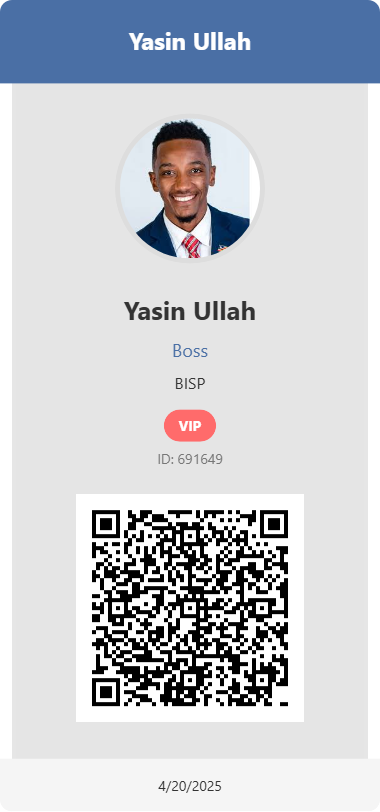 Yasin Ullah
Yasin Ullah
Boss
BISP
VIP
ID: 691649
4/20/2025